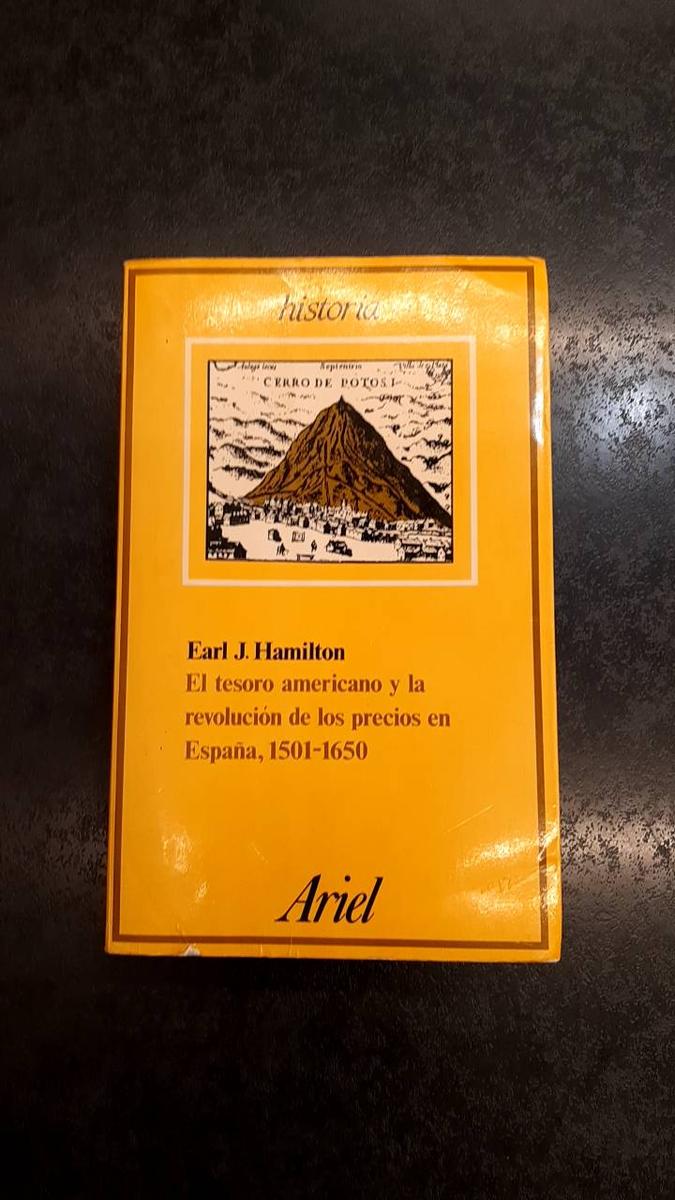 historia
Septentrio
CERRO DE POTOSI
Earl J. Hamilton
El tesoro americano y la
revolución de los precios en
España, 1501-1650
Ariel